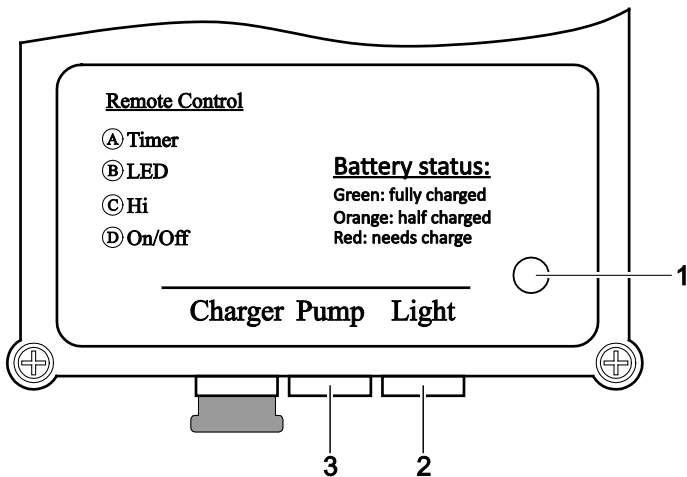 Remote Control
A Timer
B LED
C Hi
D On/Off
Battery status:
Green: fully charged
Orange: half charged
Red: needs charge
1
Charger Pump Light
3 2